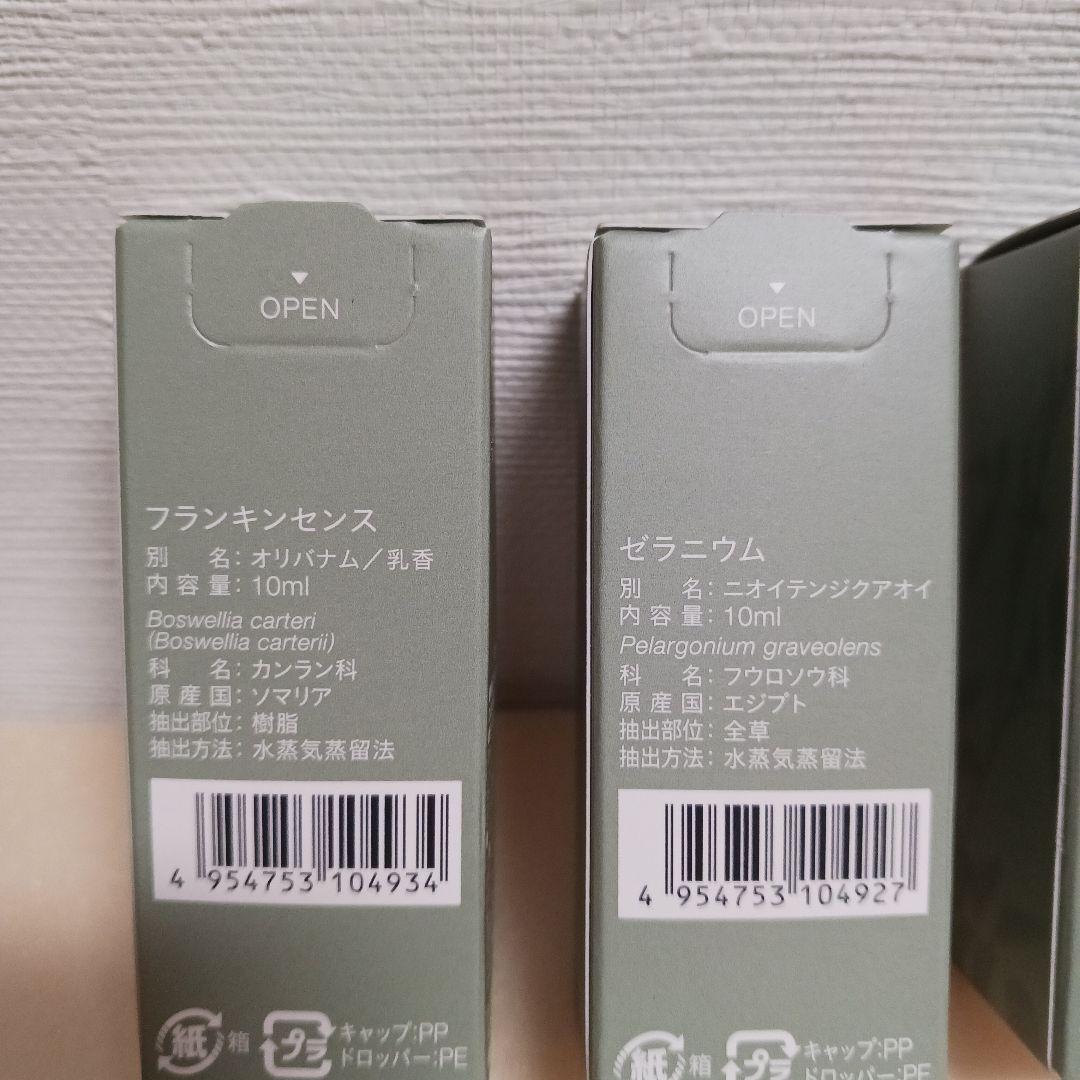 OPEN
フランキンセンス
別 名：オリバナム／乳香
内容量：10ml
Boswellia carteri
(Boswellia carterii)
科 名：カンラン科
原産国：ソマリア
抽出部位：樹脂
抽出方法：水蒸気蒸留法
4 954753 104934
紙 箱
プラ キャップ:PP
ドロッパー:PE
OPEN
ゼラニウム
別 名：ニオイテンジクアオイ
内容量：10ml
Pelargonium graveolens
科 名：フウロソウ科
原産国：エジプト
抽出部位：全草
抽出方法：水蒸気蒸留法
4 954753 104927
紙 箱
プラ キャップ:PP
ドロッパー:PE